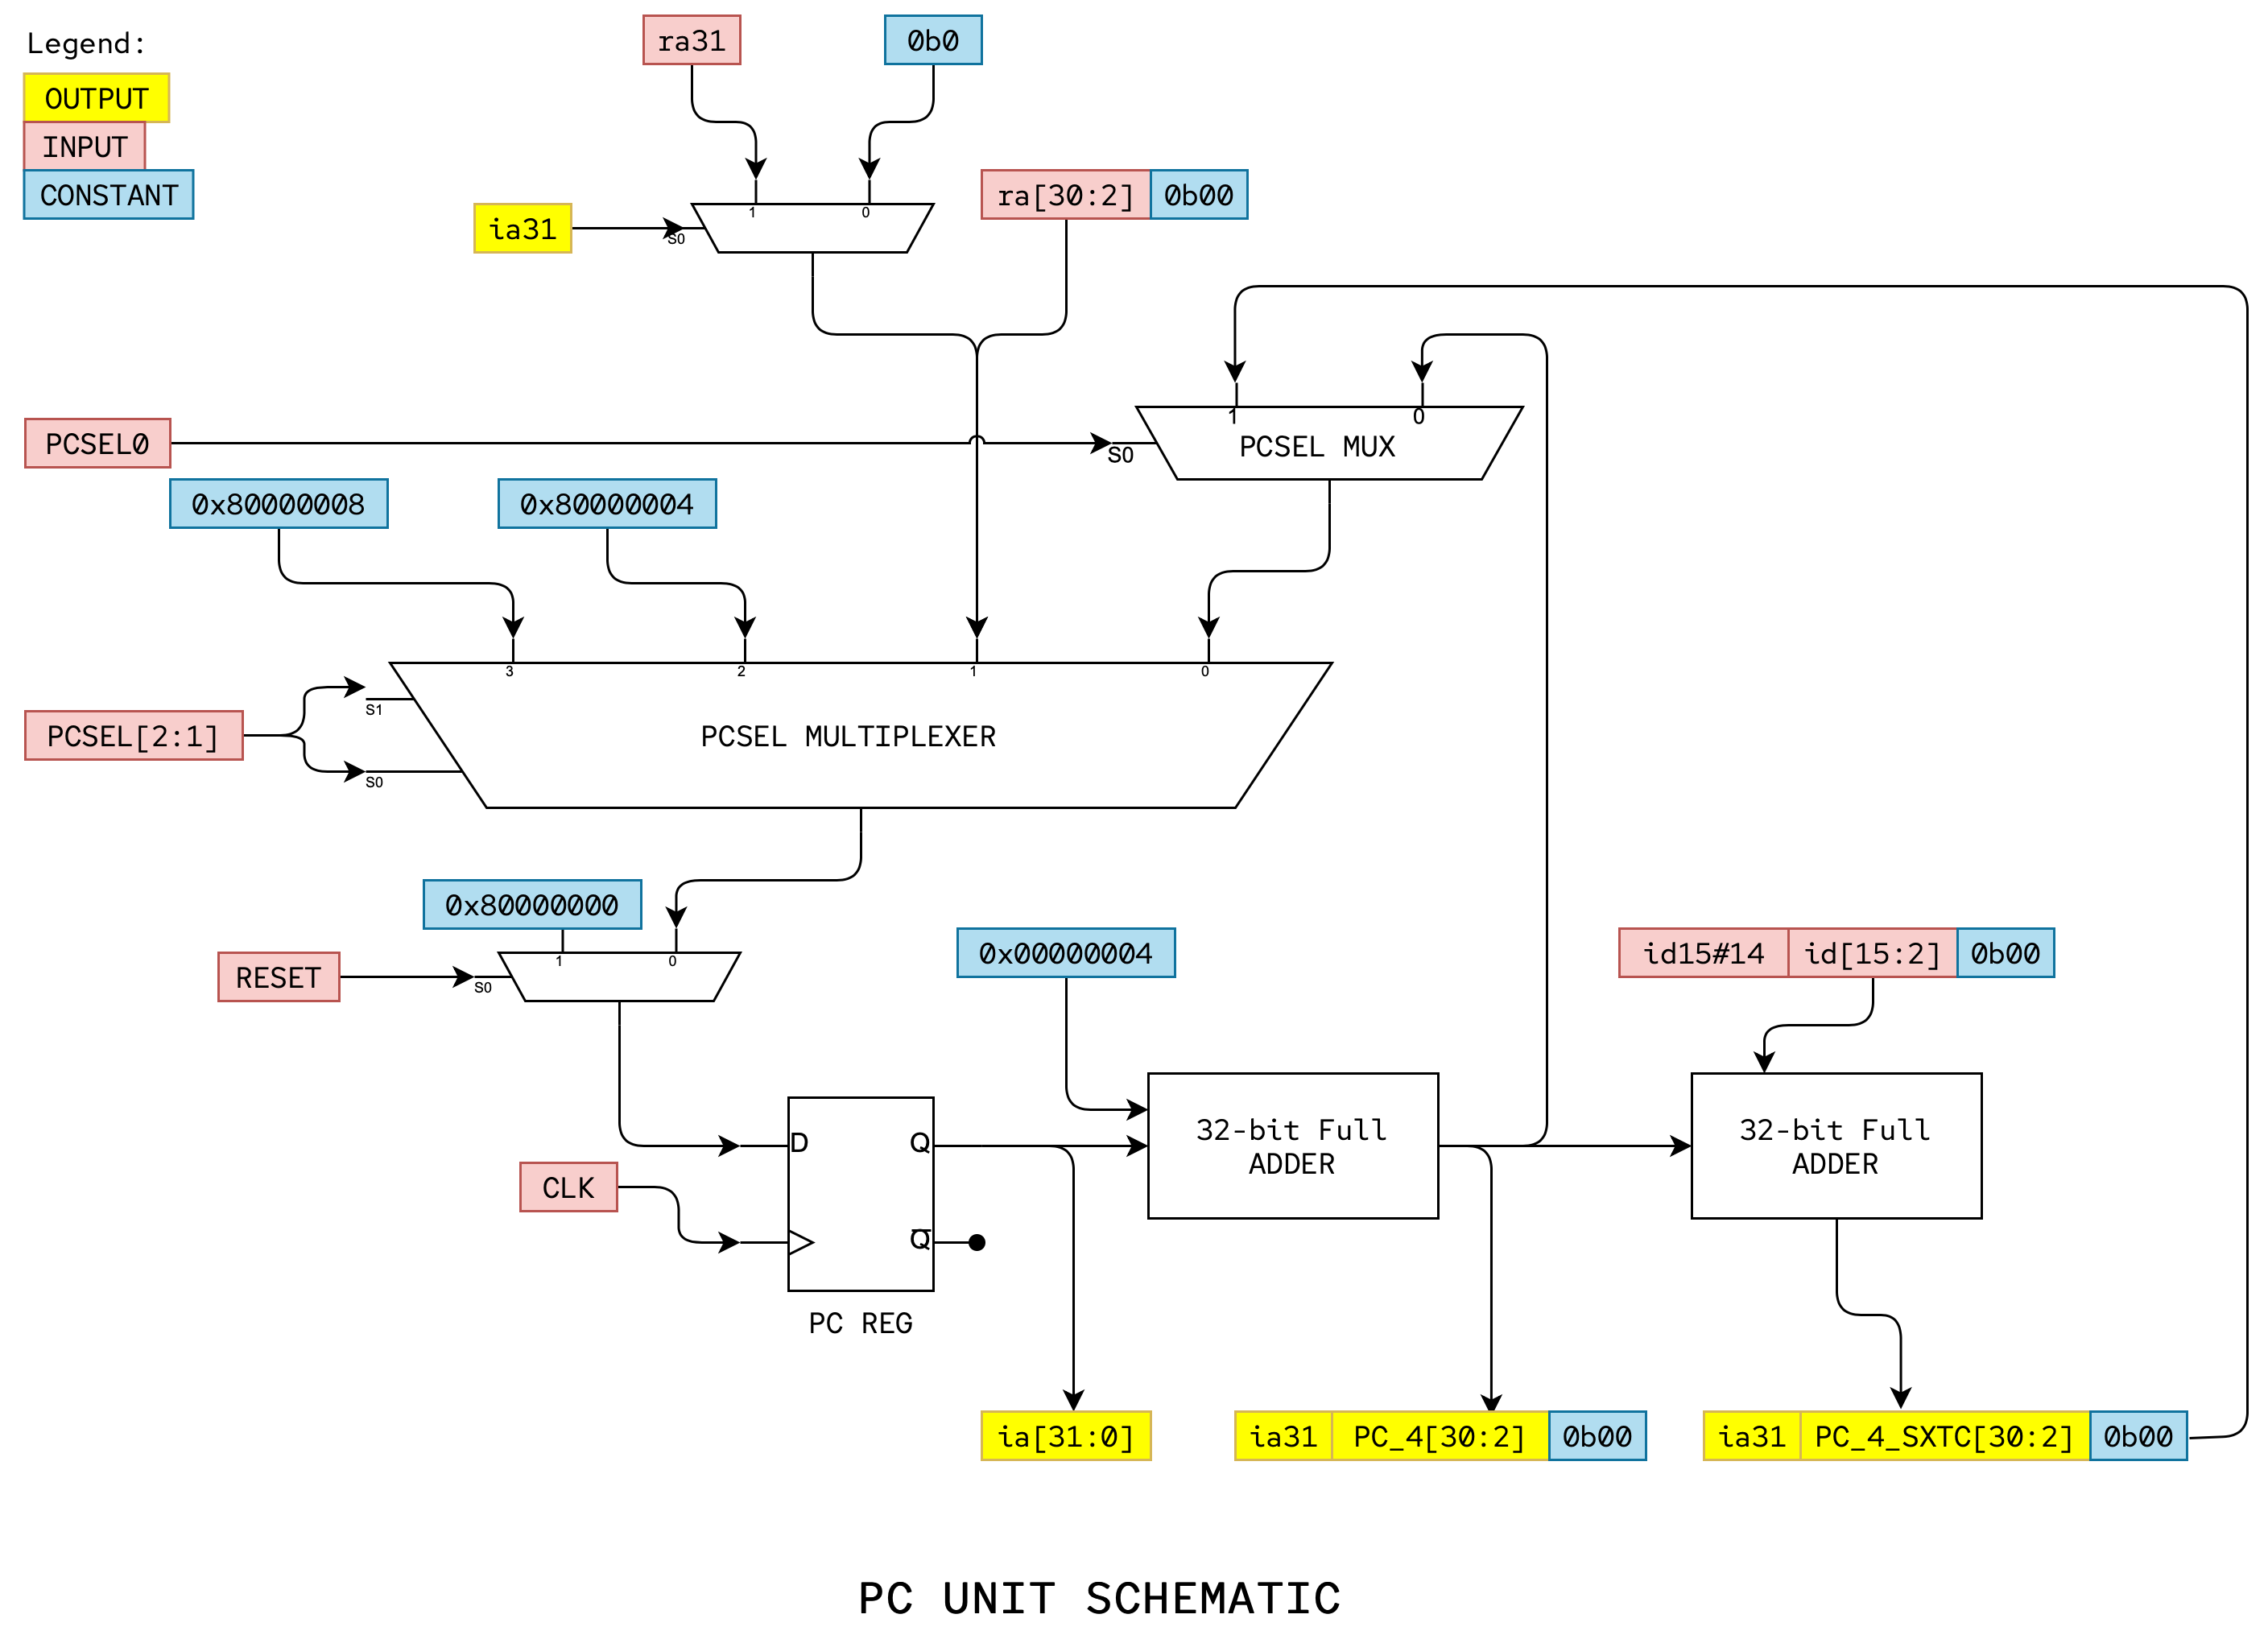 Legend:
OUTPUT
INPUT
CONSTANT
ra31
0b0
1
0
ia31
S0
ra[30:2] 0b00
PCSEL0
S0
1
0
PCSEL MUX
0x80000008
0x80000004
3
2
1
0
PCSEL[2:1]
S1
S0
PCSEL MULTIPLEXER
0x80000000
1
0
RESET
S0
0x00000004
id15#14 id[15:2] 0b00
D
Q
Q̅
CLK
PC REG
32-bit Full
ADDER
32-bit Full
ADDER
ia[31:0]
ia31 PC_4[30:2] 0b00
ia31 PC_4_SXTC[30:2] 0b00
PC UNIT SCHEMATIC